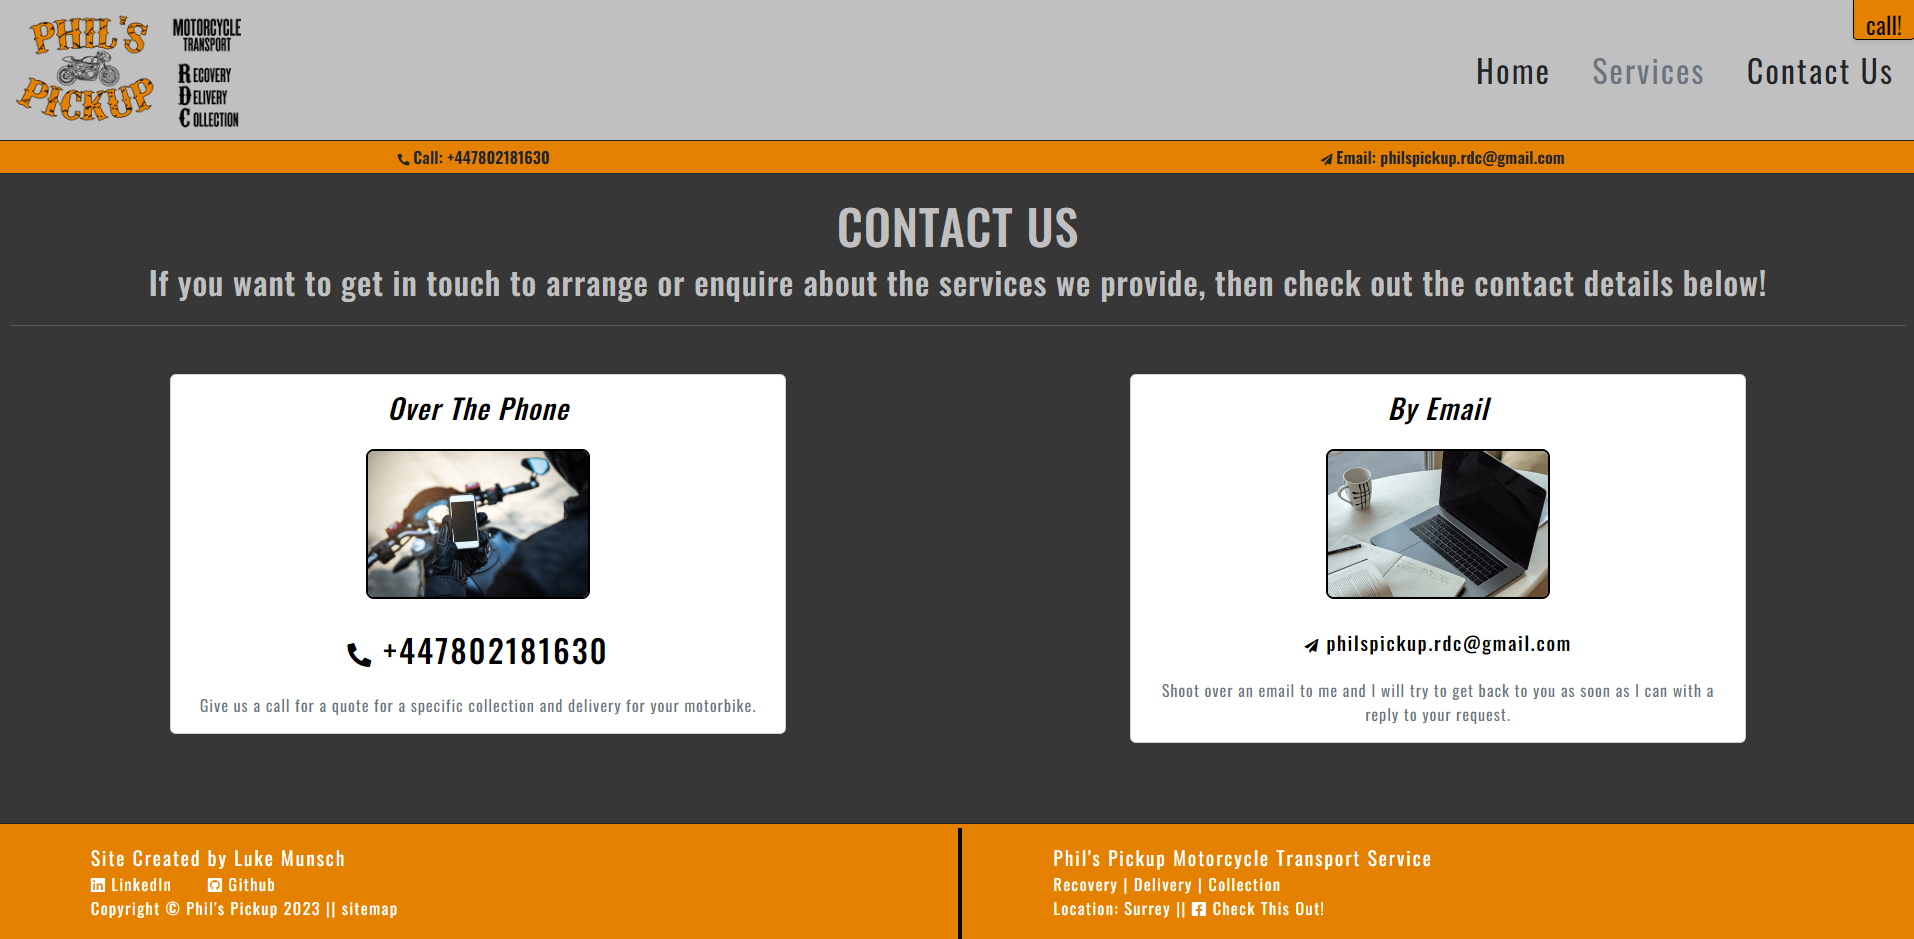 PHIL'S
PICKUP
MOTORCYCLE
TRANSPORT
RECOVERY
DELIVERY
COLLECTION
call!
Home
Services
Contact Us
Call: +447802181630
Email: philspickup.rdc@gmail.com
CONTACT US
If you want to get in touch to arrange or enquire about the services we provide, then check out the contact details below!
Over The Phone
+447802181630
Give us a call for a quote for a specific collection and delivery for your motorbike.
By Email
philspickup.rdc@gmail.com
Shoot over an email to me and I will try to get back to you as soon as I can with a
reply to your request.
Site Created by Luke Munsch
LinkedIn
Github
Copyright © Phil's Pickup 2023 || sitemap
Phil's Pickup Motorcycle Transport Service
Recovery | Delivery | Collection
Location: Surrey || Check This Out!